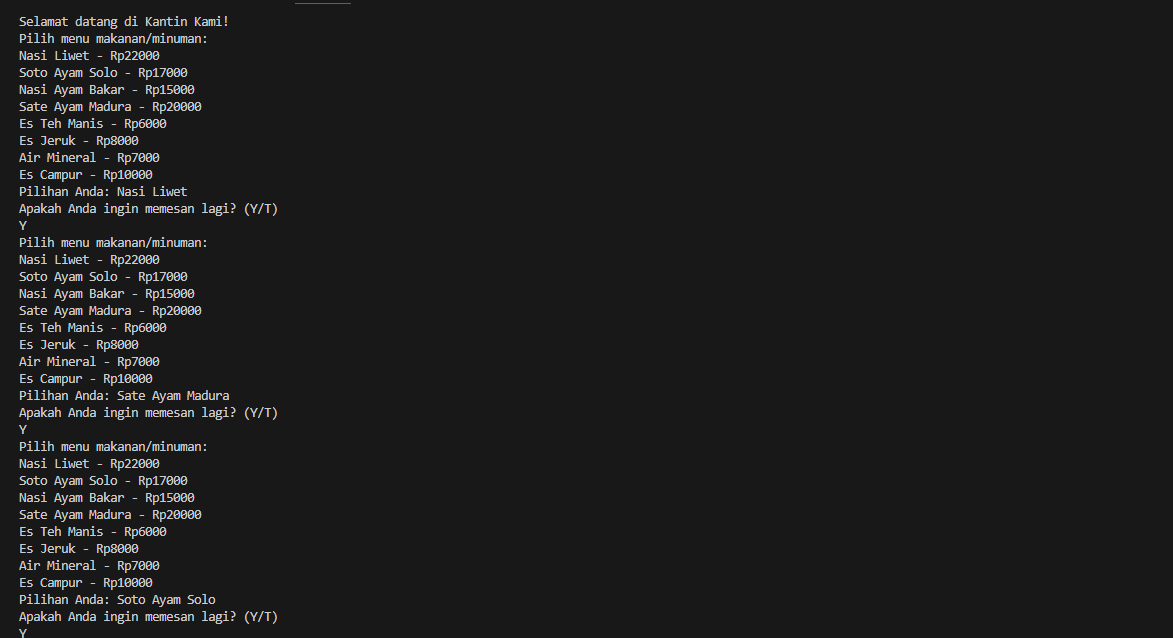 Selamat datang di Kantin Kami!
Pilih menu makanan/minuman:
Nasi Liwet - Rp22000
Soto Ayam Solo - Rp17000
Nasi Ayam Bakar - Rp15000
Sate Ayam Madura - Rp20000
Es Teh Manis - Rp6000
Es Jeruk - Rp8000
Air Mineral - Rp7000
Es Campur - Rp10000
Pilihan Anda: Nasi Liwet
Apakah Anda ingin memesan lagi? (Y/T)
Y
Pilih menu makanan/minuman:
Nasi Liwet - Rp22000
Soto Ayam Solo - Rp17000
Nasi Ayam Bakar - Rp15000
Sate Ayam Madura - Rp20000
Es Teh Manis - Rp6000
Es Jeruk - Rp8000
Air Mineral - Rp7000
Es Campur - Rp10000
Pilihan Anda: Sate Ayam Madura
Apakah Anda ingin memesan lagi? (Y/T)
Y
Pilih menu makanan/minuman:
Nasi Liwet - Rp22000
Soto Ayam Solo - Rp17000
Nasi Ayam Bakar - Rp15000
Sate Ayam Madura - Rp20000
Es Teh Manis - Rp6000
Es Jeruk - Rp8000
Air Mineral - Rp7000
Es Campur - Rp10000
Pilihan Anda: Soto Ayam Solo
Apakah Anda ingin memesan lagi? (Y/T)
Y